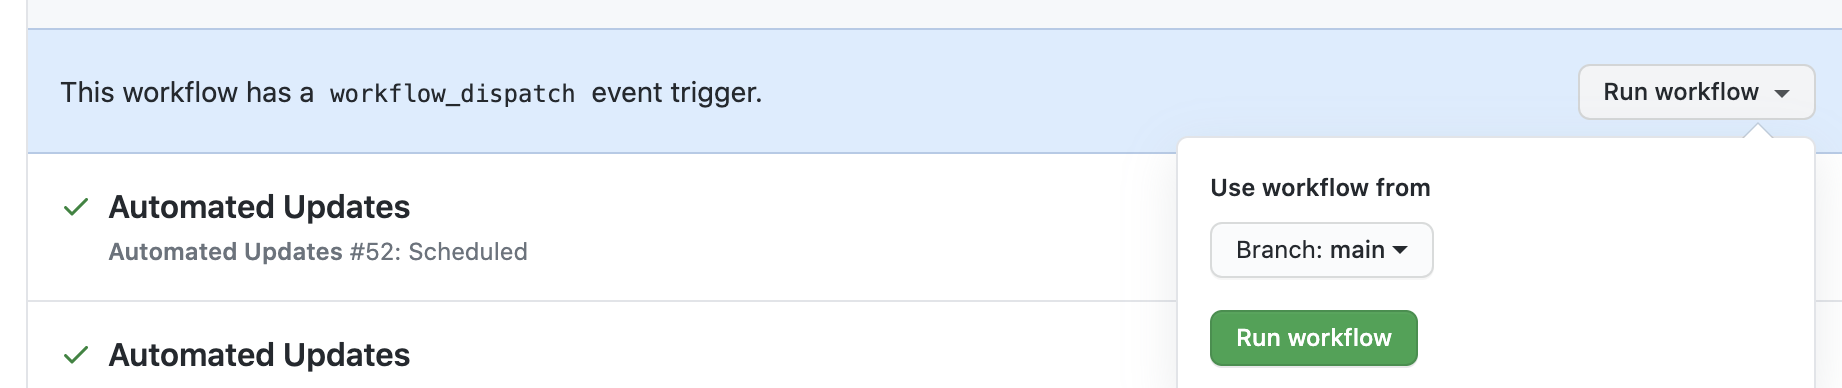 This workflow has a workflow_dispatch event trigger.
Run workflow
Use workflow from
Branch: main
Run workflow
Automated Updates
Automated Updates #52: Scheduled
Automated Updates